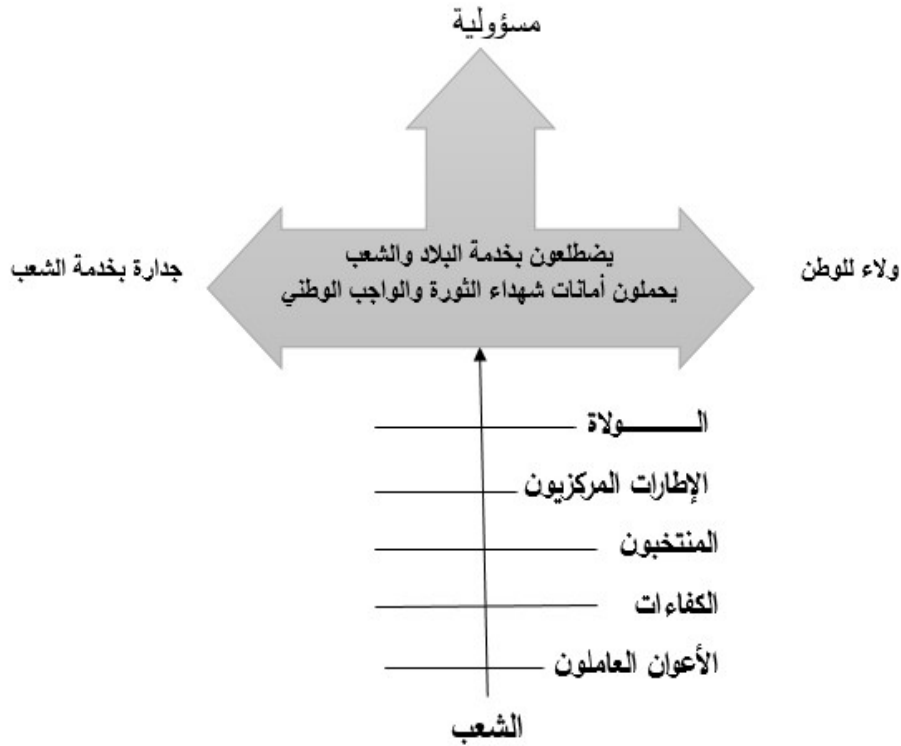 مسؤولية
ولاء للوطن
يضطلعون بخدمة البلاد والشعب
يحملون أمانات شهداء الثورة والواجب الوطني
جدارة بخدمة الشعب
الـــــولاة
الإطارات المركزيون
المنتخبون
الكفاءات
الأعوان العاملون
الشعب